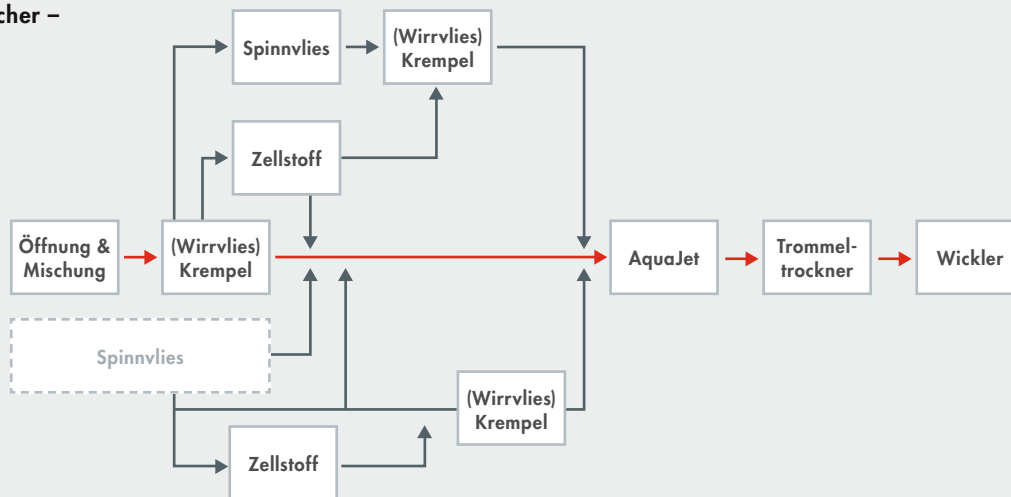 cher –
Spinnvlies
(Wirrvlies)
Krempel
Zellstoff
Öffnung &
Mischung
(Wirrvlies)
Krempel
AquaJet
Trommel-
trockner
Wickler
Spinnvlies
(Wirrvlies)
Krempel
Zellstoff